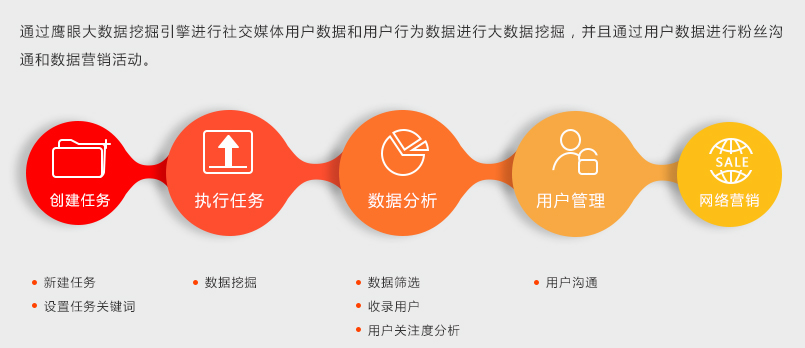 通过鹰眼大数据挖掘引擎进行社交媒体用户数据和用户行为数据进行大数据挖掘，并且通过用户数据进行粉丝沟
通和数据营销活动。
SALE
创建任务
执行任务
数据分析
用户管理
网络营销
新建任务
数据挖掘
数据筛选
用户沟通
设置任务关键词
收录用户
用户关注度分析